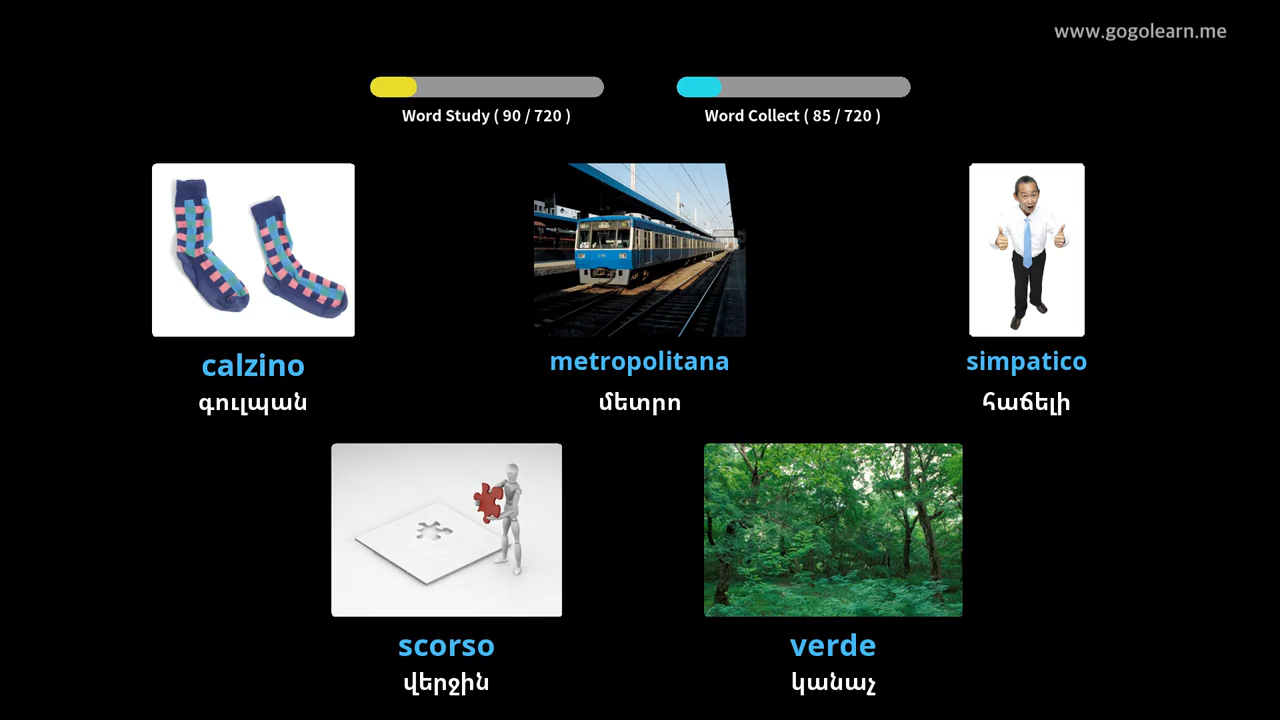 www.gogolearn.me
Word Study ( 90 / 720 )
Word Collect ( 85 / 720 )
calzino
գուլպան
metropolitana
մետրո
simpatico
հաճելի
scorso
վերջին
verde
կանաչ